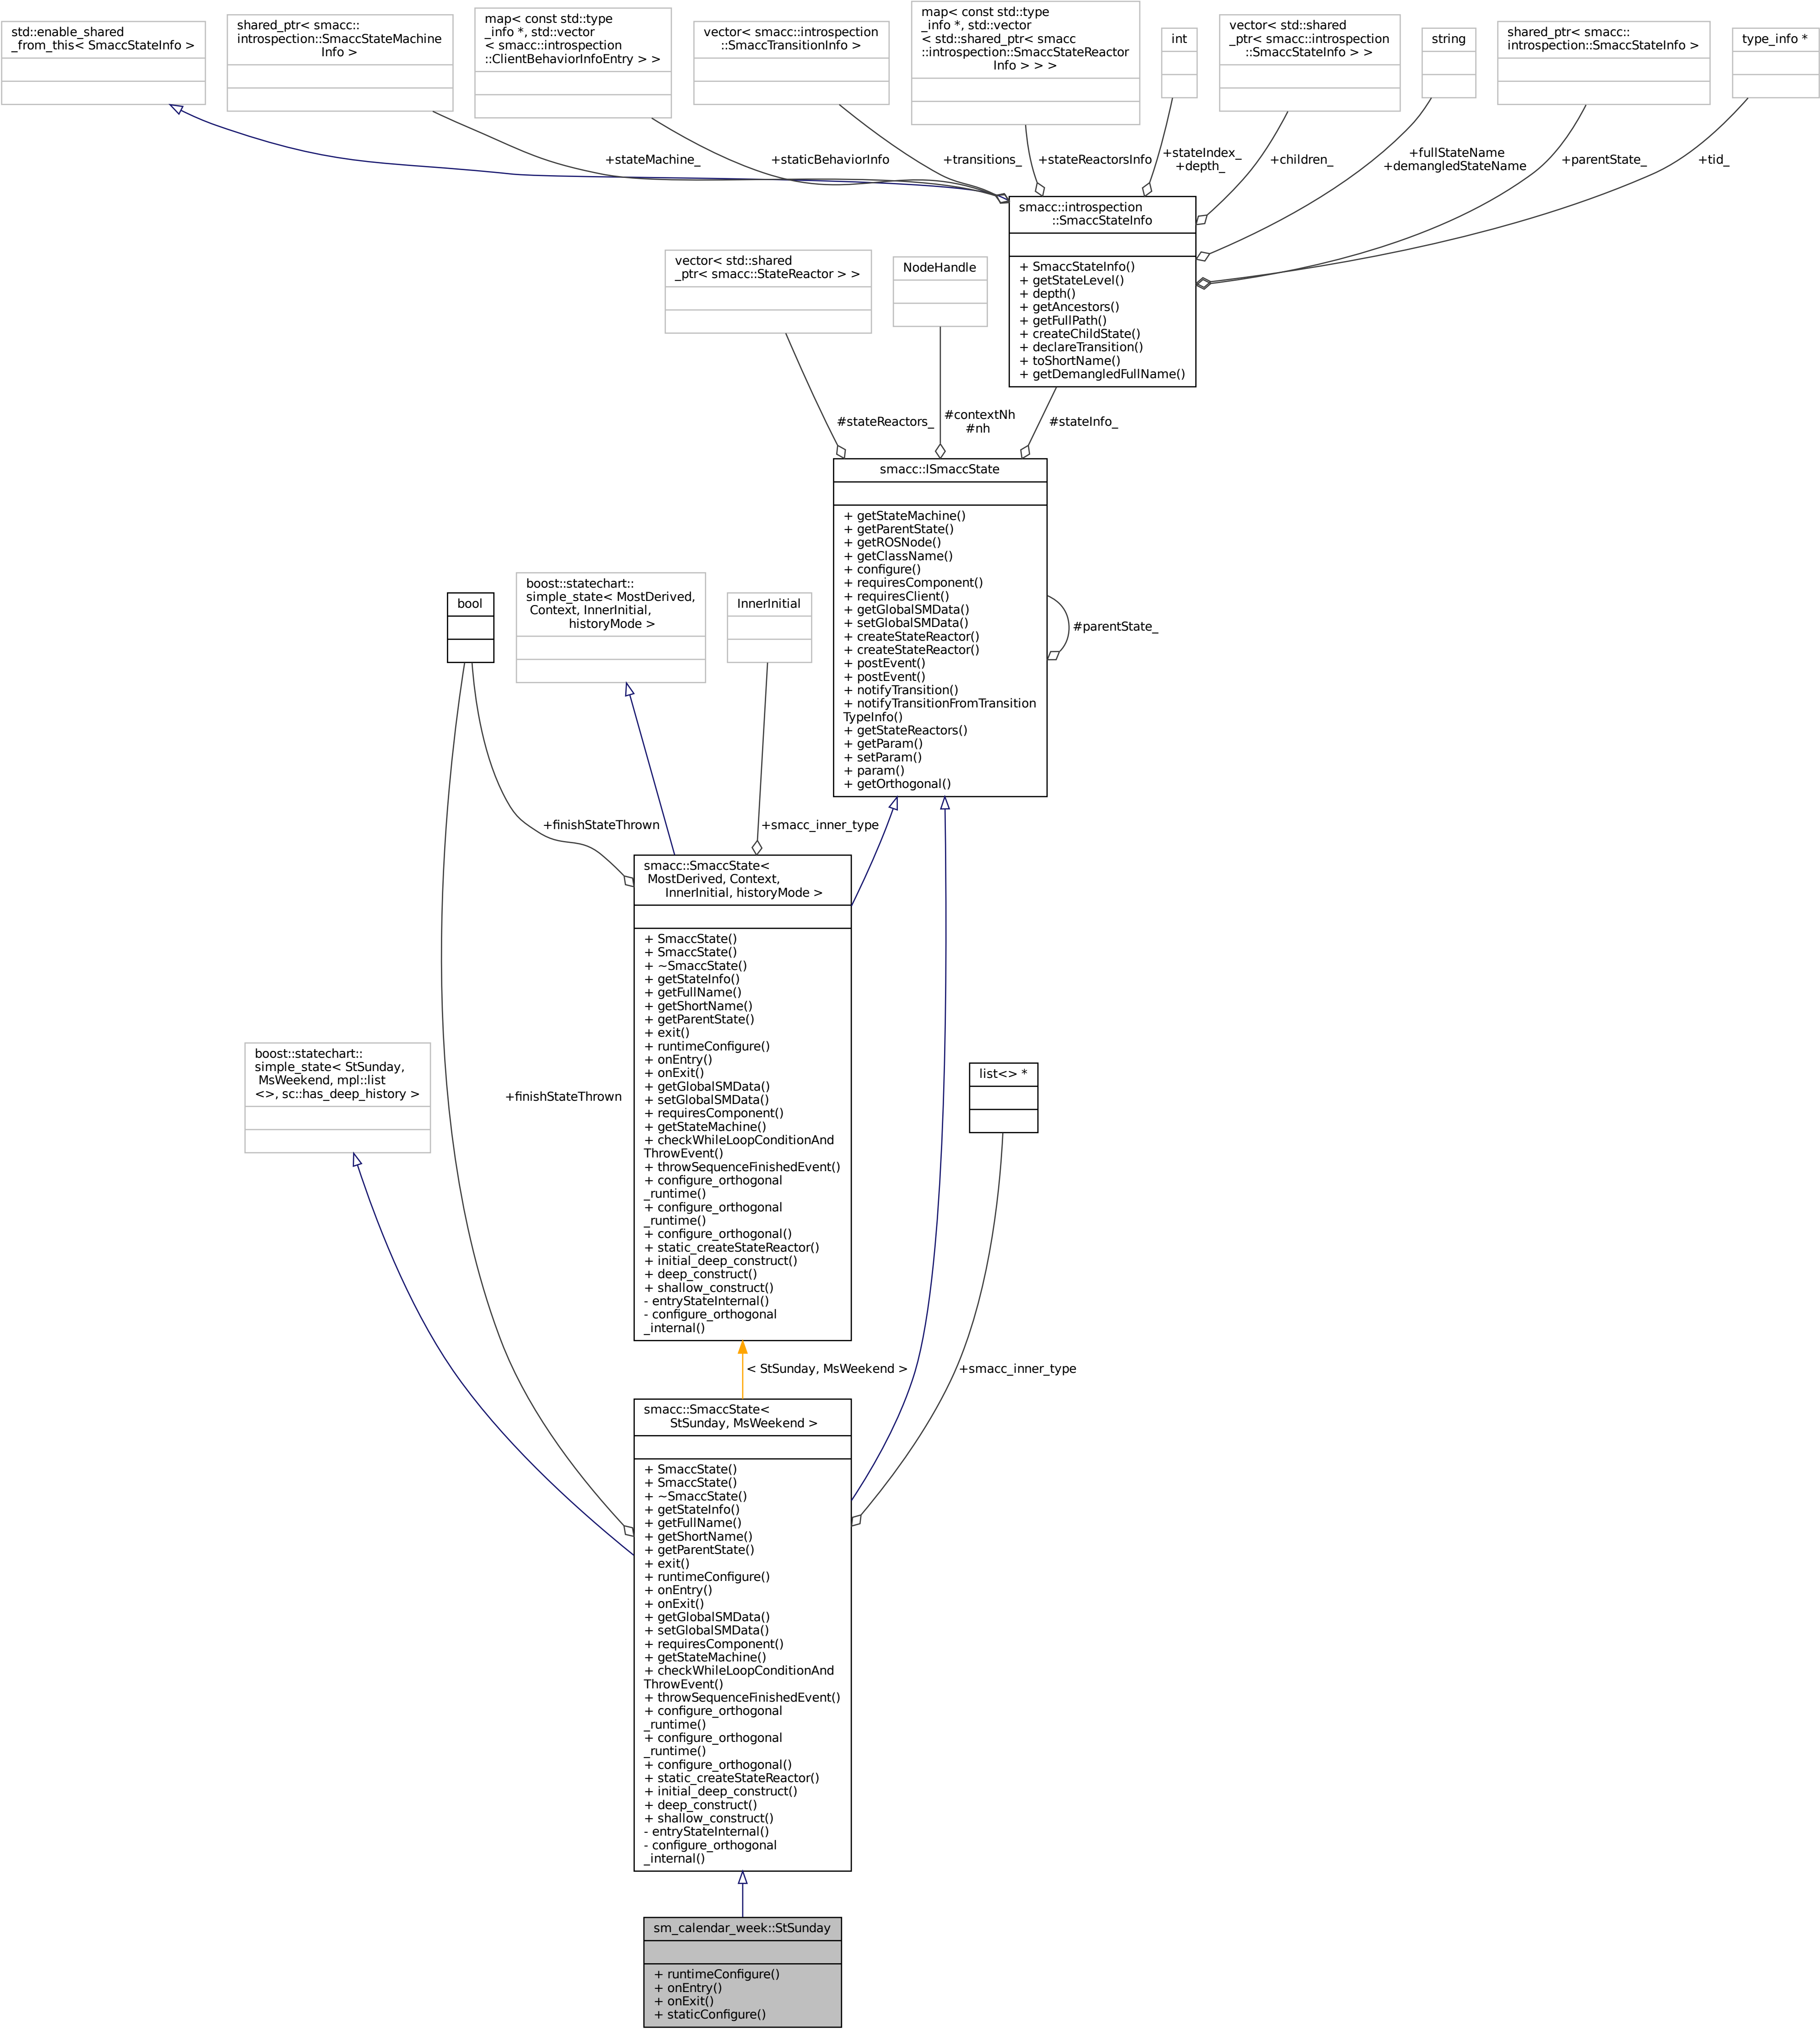 std::enable_shared
_from_this< SmaccStateInfo >
shared_ptr< smacc::
introspection::SmaccStateMachine
Info >
map< const std::type
_info *, std::vector
< smacc::introspection
::ClientBehaviorInfoEntry > >
vector< smacc::introspection
::SmaccTransitionInfo >
map< const std::type
_info *, std::vector
< std::shared_ptr< smacc
::introspection::SmaccStateReactor
Info > > >
int
vector< std::shared
_ptr< smacc::introspection
::SmaccStateInfo > >
string
shared_ptr< smacc::
introspection::SmaccStateInfo >
type_info *
+stateMachine_
+staticBehaviorInfo
+transitions_
+stateReactorsInfo
+stateIndex_
+depth_
+children_
+fullStateName
+demangledStateName
+parentState_
+tid_
smacc::introspection
::SmaccStateInfo
+ SmaccStateInfo()
+ getStateLevel()
+ depth()
+ getAncestors()
+ getFullPath()
+ createChildState()
+ declareTransition()
+ toShortName()
+ getDemangledFullName()
vector< std::shared
_ptr< smacc::StateReactor > >
NodeHandle
#stateReactors_
#contextNh
#nh
#stateInfo_
smacc::ISmaccState
+ getStateMachine()
+ getParentState()
+ getROSNode()
+ getClassName()
+ configure()
+ requiresComponent()
+ requiresClient()
+ getGlobalSMData()
+ setGlobalSMData()
+ createStateReactor()
+ createStateReactor()
+ postEvent()
+ postEvent()
+ notifyTransition()
+ notifyTransitionFromTransition
TypeInfo()
+ getStateReactors()
+ getParam()
+ setParam()
+ param()
+ getOrthogonal()
#parentState_
bool
boost::statechart::
simple_state< MostDerived,
Context, InnerInitial,
historyMode >
InnerInitial
+finishStateThrown
+smacc_inner_type
smacc::SmaccState<
MostDerived, Context,
InnerInitial, historyMode >
+ SmaccState()
+ SmaccState()
+ ~SmaccState()
+ getStateInfo()
+ getFullName()
+ getShortName()
+ getParentState()
+ exit()
+ runtimeConfigure()
+ onEntry()
+ onExit()
+ getGlobalSMData()
+ setGlobalSMData()
+ requiresComponent()
+ getStateMachine()
+ checkWhileLoopConditionAnd
ThrowEvent()
+ throwSequenceFinishedEvent()
+ configure_orthogonal
_runtime()
+ configure_orthogonal
_runtime()
+ configure_orthogonal()
+ static_createStateReactor()
+ initial_deep_construct()
+ deep_construct()
+ shallow_construct()
- entryStateInternal()
- configure_orthogonal
_internal()
boost::statechart::
simple_state< StSunday,
MsWeekend, mpl::list
<>, sc::has_deep_history >
+finishStateThrown
list<> *
< StSunday, MsWeekend >
+smacc_inner_type
smacc::SmaccState<
StSunday, MsWeekend >
+ SmaccState()
+ SmaccState()
+ ~SmaccState()
+ getStateInfo()
+ getFullName()
+ getShortName()
+ getParentState()
+ exit()
+ runtimeConfigure()
+ onEntry()
+ onExit()
+ getGlobalSMData()
+ setGlobalSMData()
+ requiresComponent()
+ getStateMachine()
+ checkWhileLoopConditionAnd
ThrowEvent()
+ throwSequenceFinishedEvent()
+ configure_orthogonal
_runtime()
+ configure_orthogonal
_runtime()
+ configure_orthogonal()
+ static_createStateReactor()
+ initial_deep_construct()
+ deep_construct()
+ shallow_construct()
- entryStateInternal()
- configure_orthogonal
_internal()
sm_calendar_week::StSunday
+ runtimeConfigure()
+ onEntry()
+ onExit()
+ staticConfigure()